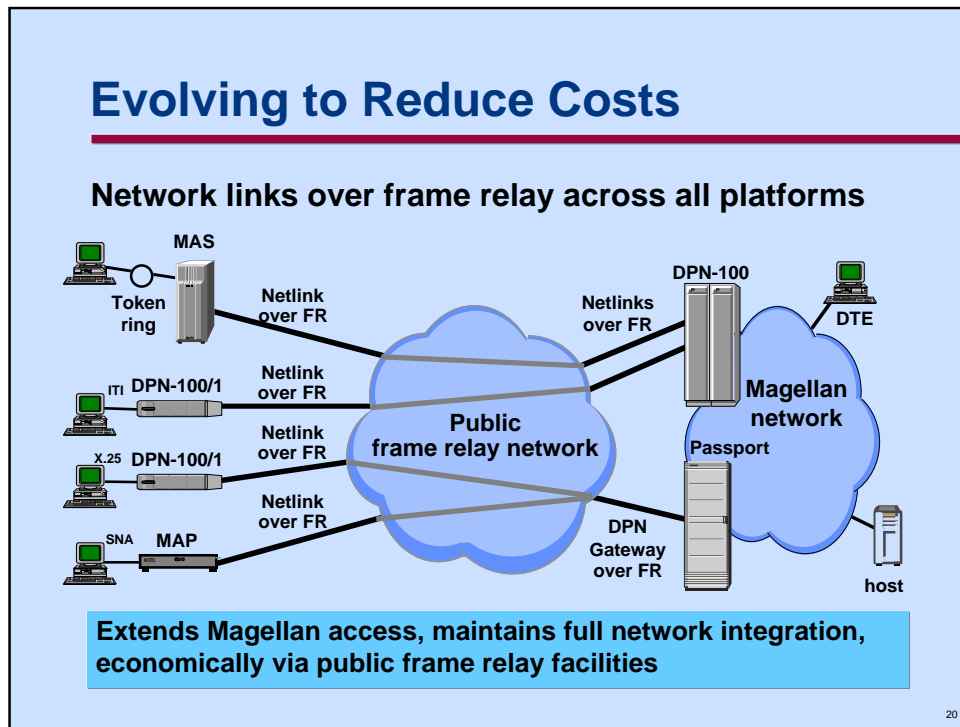 Evolving to Reduce Costs
Network links over frame relay across all platforms
MAS
Token
ring
Netlink
over FR
ITI
DPN-100/1
Netlink
over FR
X.25
DPN-100/1
Netlink
over FR
SNA
MAP
Netlink
over FR
Public
frame relay network
Netlinks
over FR
DPN-100
DTE
Magellan
network
Passport
DPN
Gateway
over FR
host
Extends Magellan access, maintains full network integration,
economically via public frame relay facilities
20